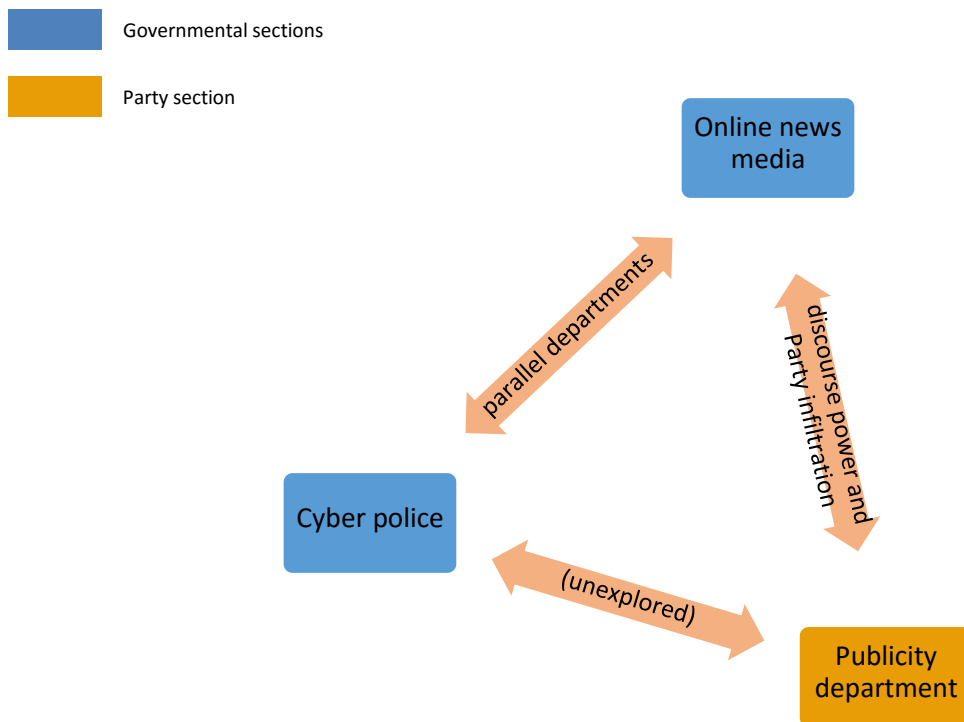 Governmental sections
Party section
Online news
media
parallel departments
discourse power and
Party infiltration
Cyber police
(unexplored)
Publicity
department